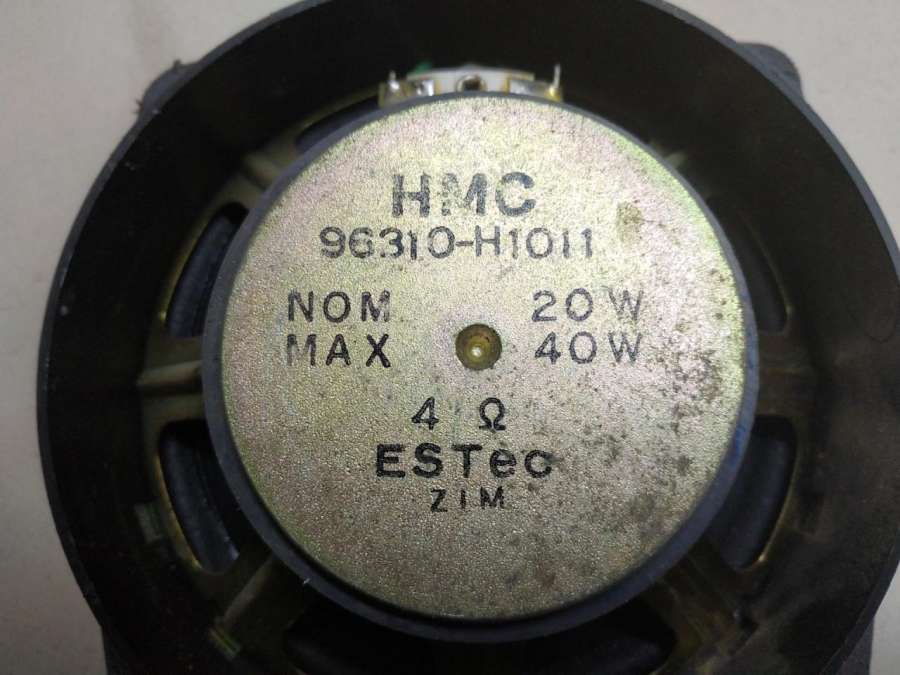 HMC
96310-H1011
NOM 20W
MAX 40W
4 Ω
ESTec
ZIM